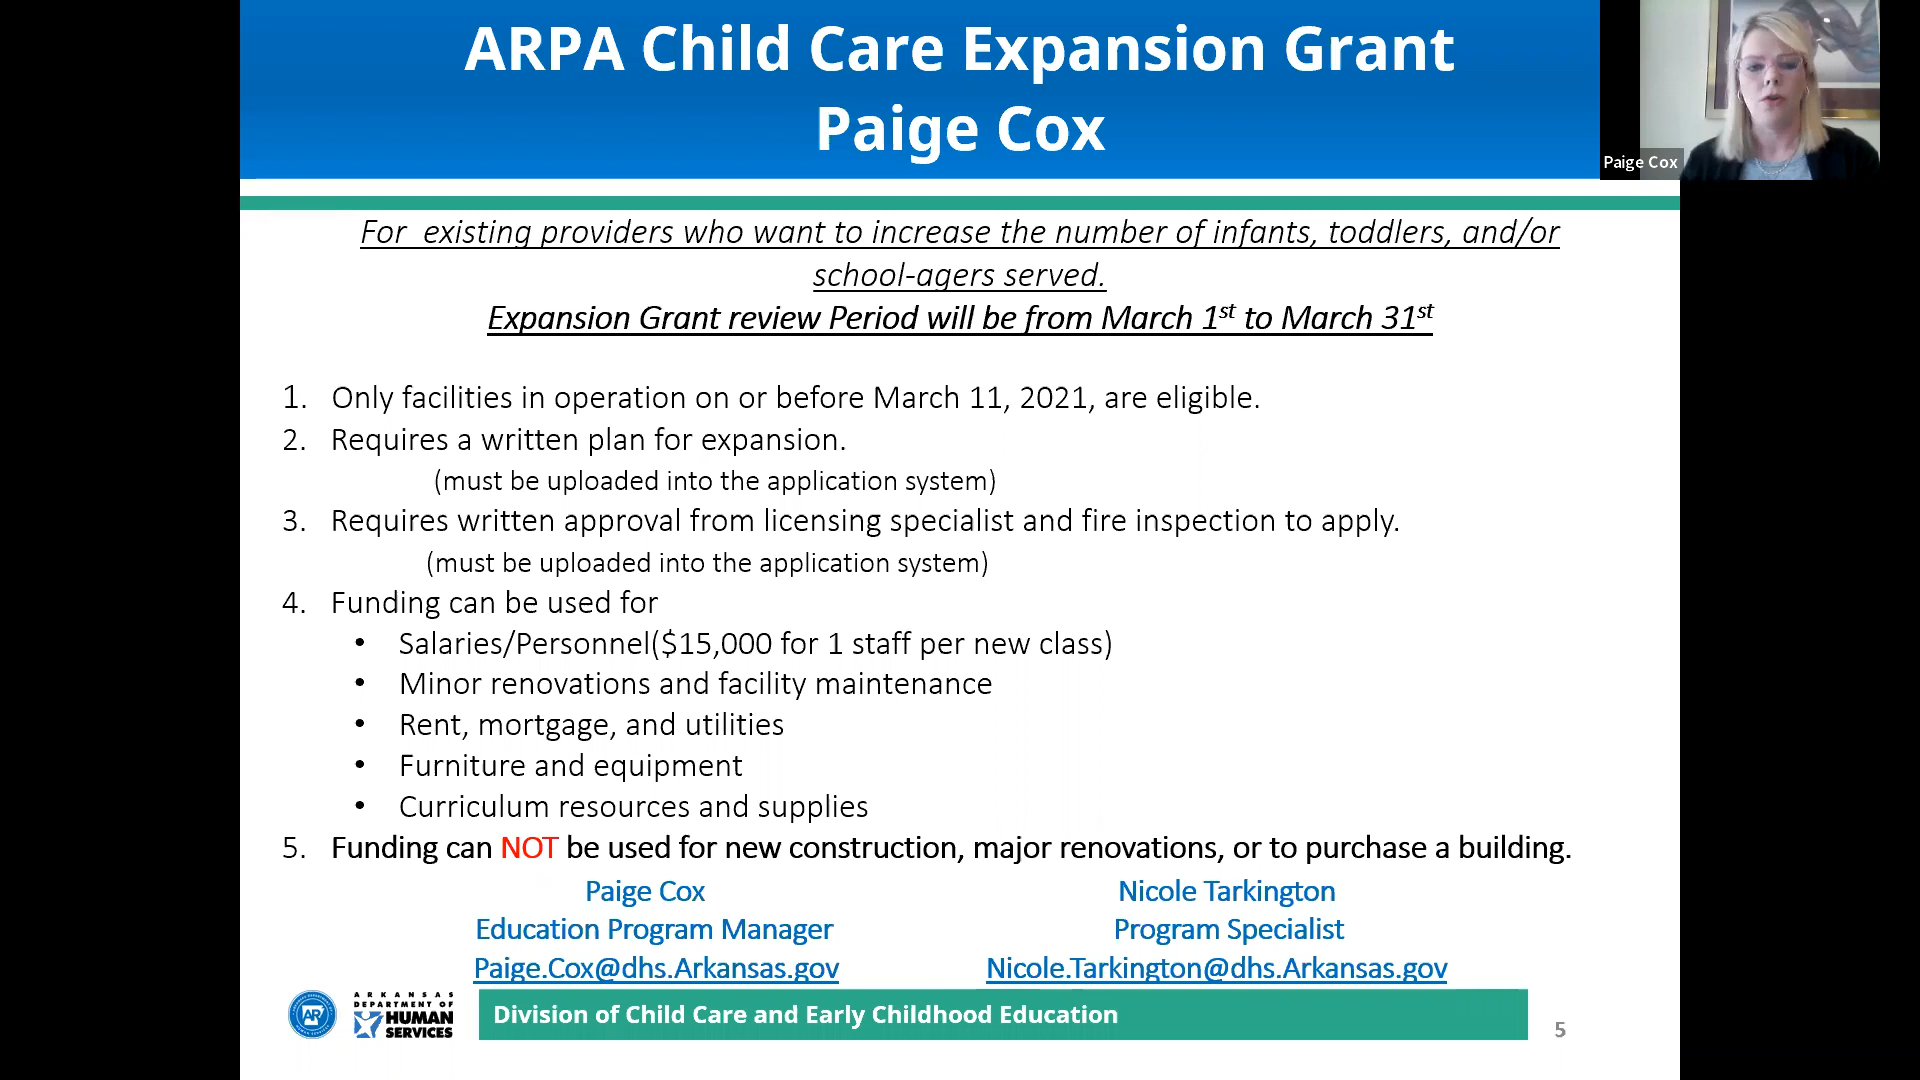 ARPA Child Care Expansion Grant
Paige Cox
Paige Cox
For existing providers who want to increase the number of infants, toddlers, and/or
school-agers served.
Expansion Grant review Period will be from March 1st to March 31st
1. Only facilities in operation on or before March 11, 2021, are eligible.
2. Requires a written plan for expansion.
(must be uploaded into the application system)
3. Requires written approval from licensing specialist and fire inspection to apply.
(must be uploaded into the application system)
4. Funding can be used for
• Salaries/Personnel($15,000 for 1 staff per new class)
• Minor renovations and facility maintenance
• Rent, mortgage, and utilities
• Furniture and equipment
• Curriculum resources and supplies
5. Funding can NOT be used for new construction, major renovations, or to purchase a building.
Paige Cox
Education Program Manager
Paige.Cox@dhs.Arkansas.gov
Nicole Tarkington
Program Specialist
Nicole.Tarkington@dhs.Arkansas.gov
AR
ARKANSAS
DEPARTMENT OF
HUMAN
SERVICES
Division of Child Care and Early Childhood Education
5